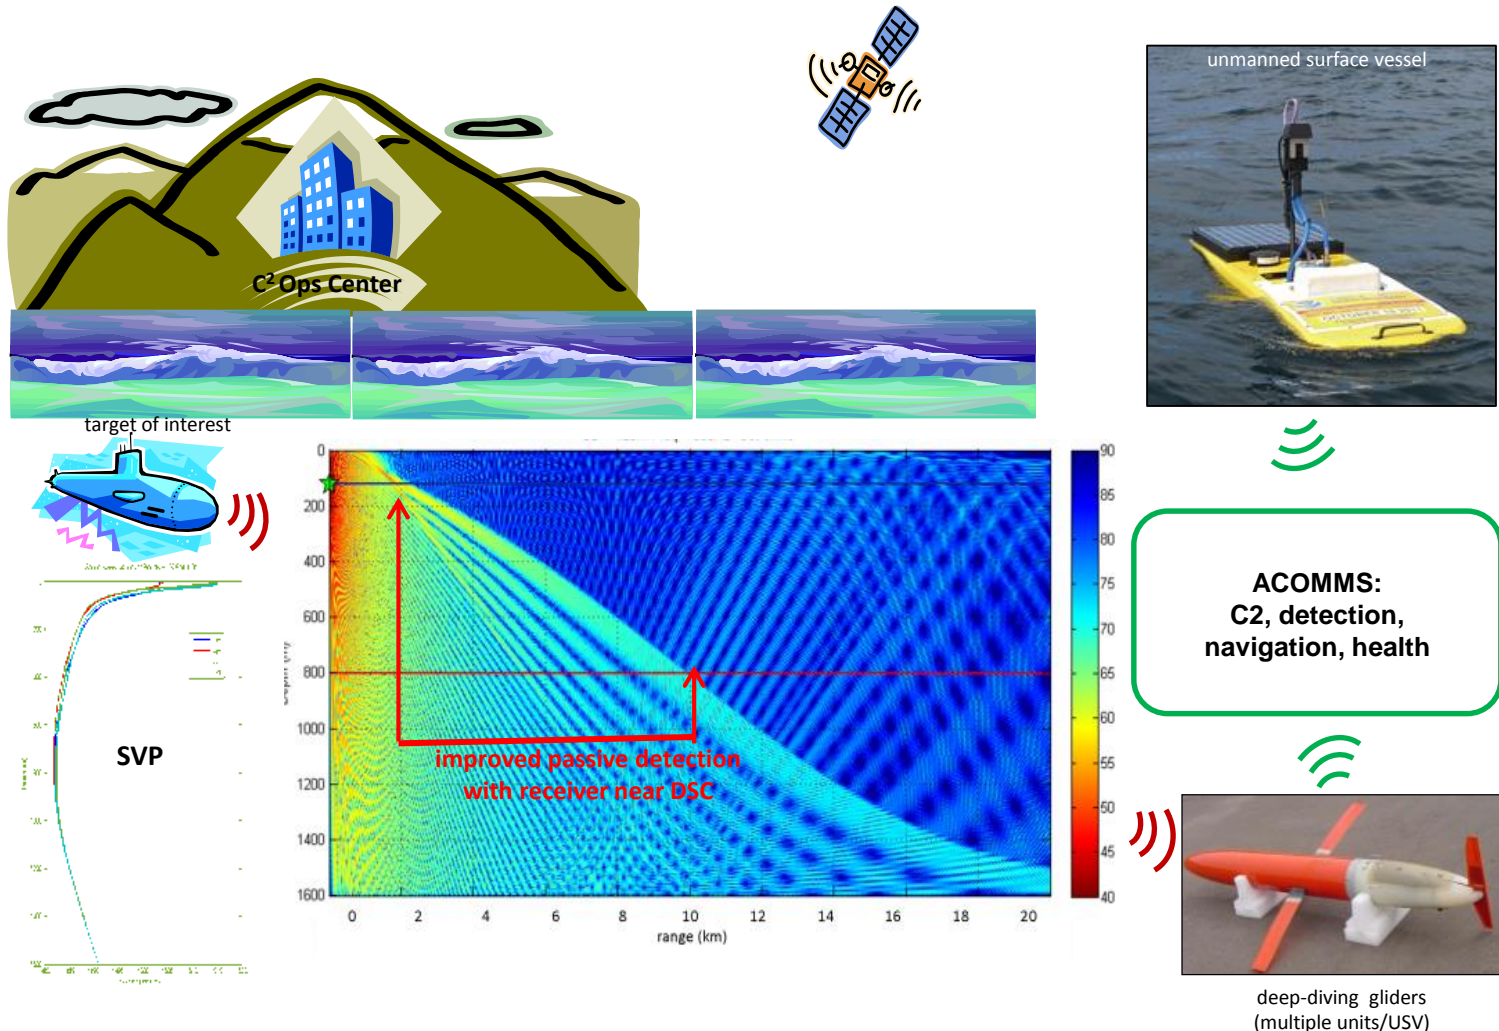 unmanned surface vessel
C² Ops Center
OCTOBER
target of interest
0
200
400
600
800
1000
1200
1400
1600
90
85
80
75
70
65
60
55
50
45
40
SVP
improved passive detection
with receiver near DSC
0 2 4 6 8 10 12 14 16 18 20
range (km)
ACOMMS:
C2, detection,
navigation, health
deep-diving gliders
(multiple units/USV)